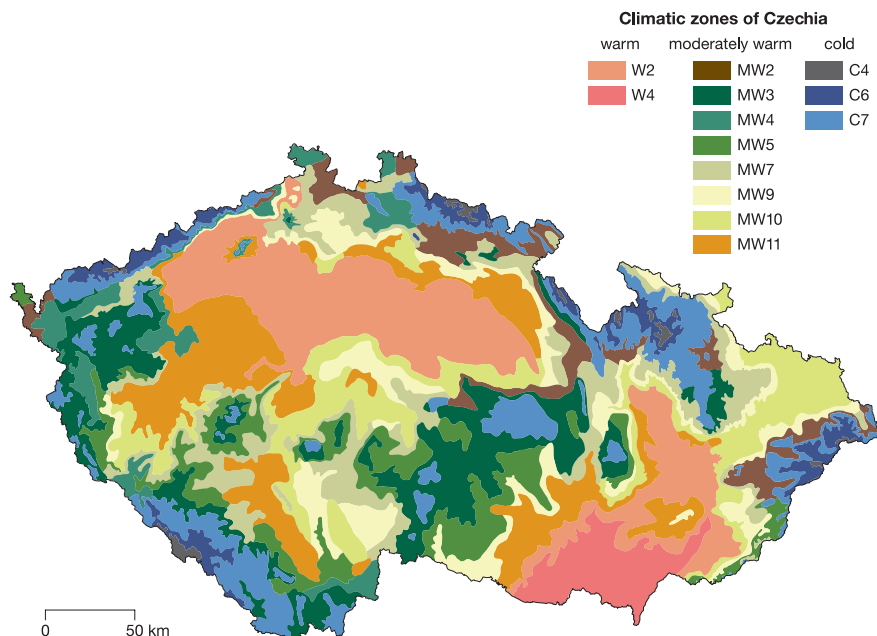 Climatic zones of Czechia
warm moderately warm cold
W2 MW2 C4
W4 MW3 C6
MW4 C7
MW5
MW7
MW9
MW10
MW11
0 50 km